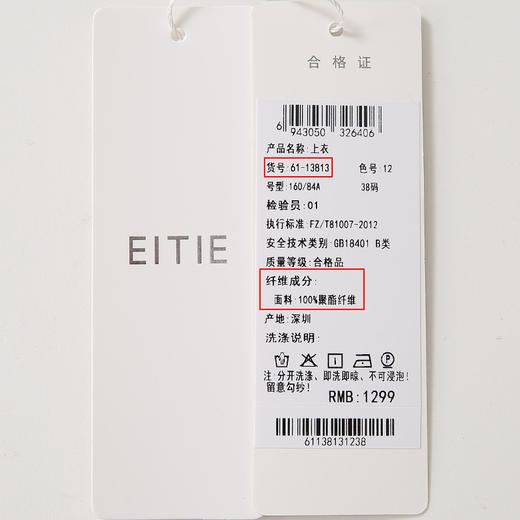 EITIE
合格证
6 943050 326406
产品名称:上衣
货号:61-13813 色号:12
号型:160/84A 38码
检验员:01
执行标准:FZ/T81007-2012
安全技术类别:GB18401 B类
质量等级:合格品
纤维成分:
面料:100%聚酯纤维
产地:深圳
洗涤说明:
注:分开洗涤、即洗即晾、不可浸泡!
留意勾纱!
RMB:1299
61138131238